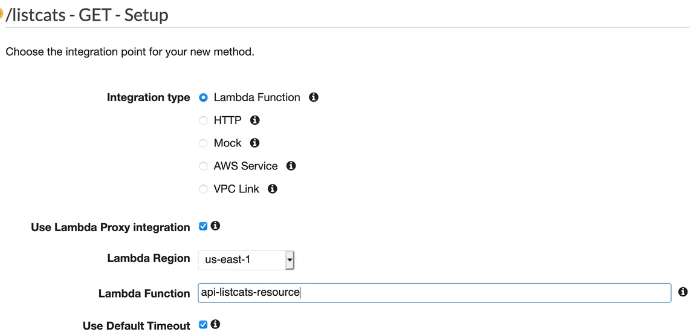 /listcats - GET - Setup
Choose the integration point for your new method.
Integration type Lambda Function
HTTP
Mock
AWS Service
VPC Link
Use Lambda Proxy integration
Lambda Region us-east-1
Lambda Function api-listcats-resource
Use Default Timeout